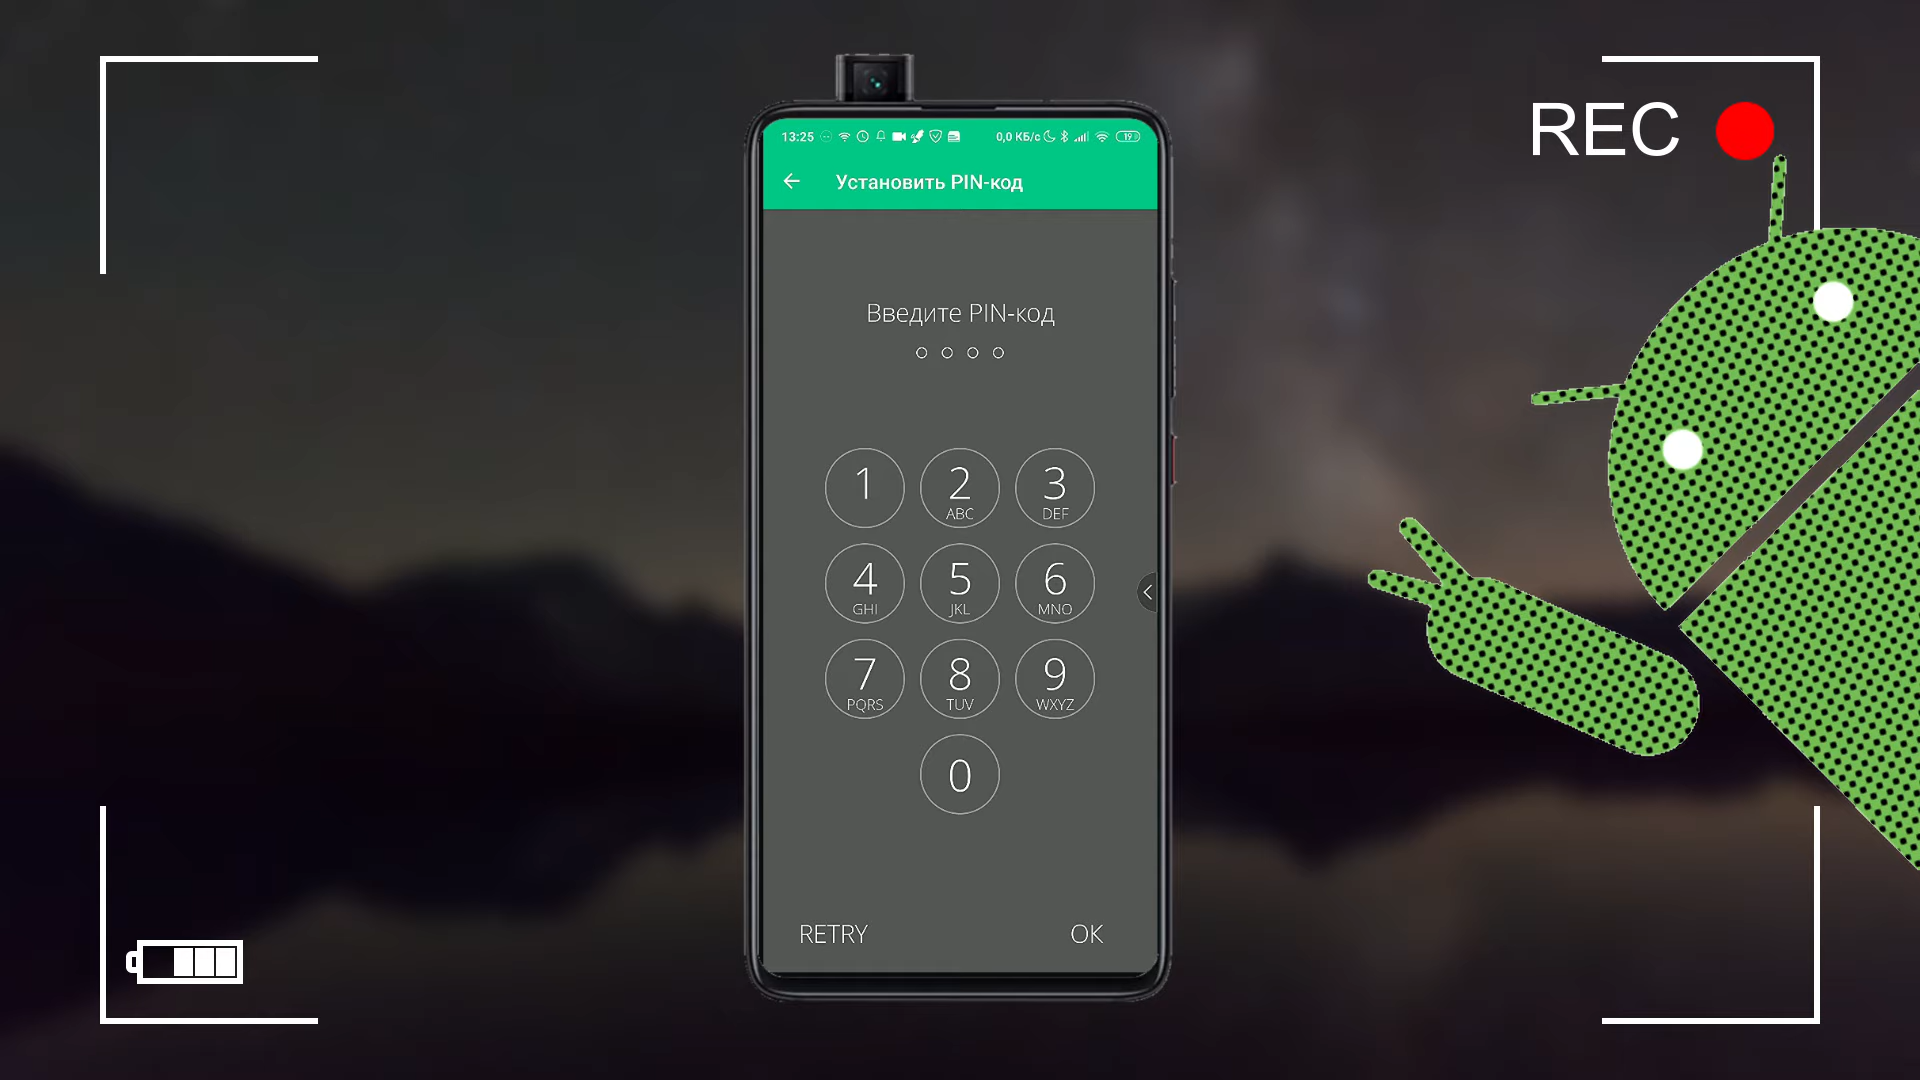 REC
13:25 0,0 КБ/с 19
Установить PIN-код
Введите PIN-код
1 2 3
ABC DEF
4 5 6
GHI JKL MNO
7 8 9
PQRS TUV WXYZ
0
RETRY OK